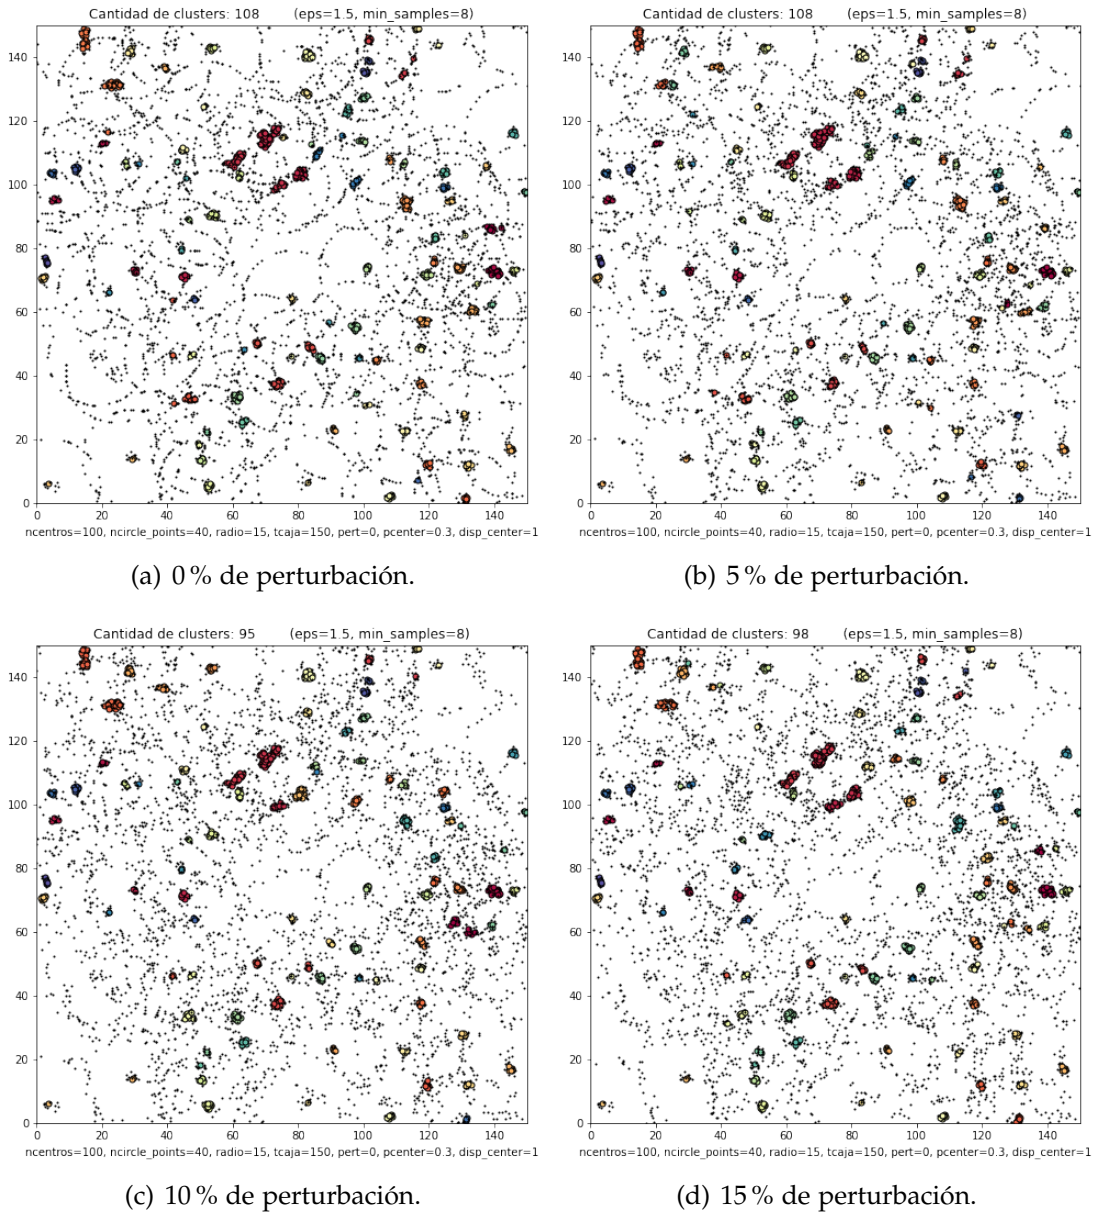 Cantidad de clusters: 108 (eps=1.5, min_samples=8)
140
120
100
80
60
40
20
0
0 20 40 60 80 100 120 140
ncentros=100, ncircle_points=40, radio=15, tcaja=150, pert=0, pcenter=0.3, disp_center=1
(a) 0 % de perturbación.
Cantidad de clusters: 108 (eps=1.5, min_samples=8)
140
120
100
80
60
40
20
0
0 20 40 60 80 100 120 140
ncentros=100, ncircle_points=40, radio=15, tcaja=150, pert=0, pcenter=0.3, disp_center=1
(b) 5 % de perturbación.
Cantidad de clusters: 95 (eps=1.5, min_samples=8)
140
120
100
80
60
40
20
0
0 20 40 60 80 100 120 140
ncentros=100, ncircle_points=40, radio=15, tcaja=150, pert=0, pcenter=0.3, disp_center=1
(c) 10 % de perturbación.
Cantidad de clusters: 98 (eps=1.5, min_samples=8)
140
120
100
80
60
40
20
0
0 20 40 60 80 100 120 140
ncentros=100, ncircle_points=40, radio=15, tcaja=150, pert=0, pcenter=0.3, disp_center=1
(d) 15 % de perturbación.